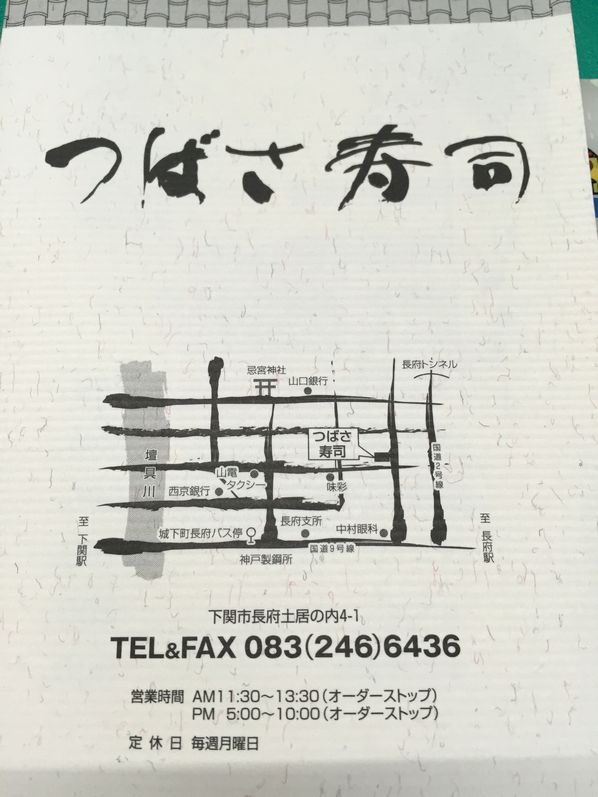 つばさ寿司
忌宮神社
山口銀行
長府トンネル
つばさ
寿司
国道2号線
壇具川
山電
タクシー
味彩
西京銀行
至 下関駅
城下町長府バス停
長府支所
中村眼科
至 長府駅
神戸製鋼所
国道9号線
下関市長府土居の内4-1
TEL&FAX 083(246)6436
営業時間 AM11:30~13:30(オーダーストップ)
PM 5:00~10:00(オーダーストップ)
定休日 毎週月曜日